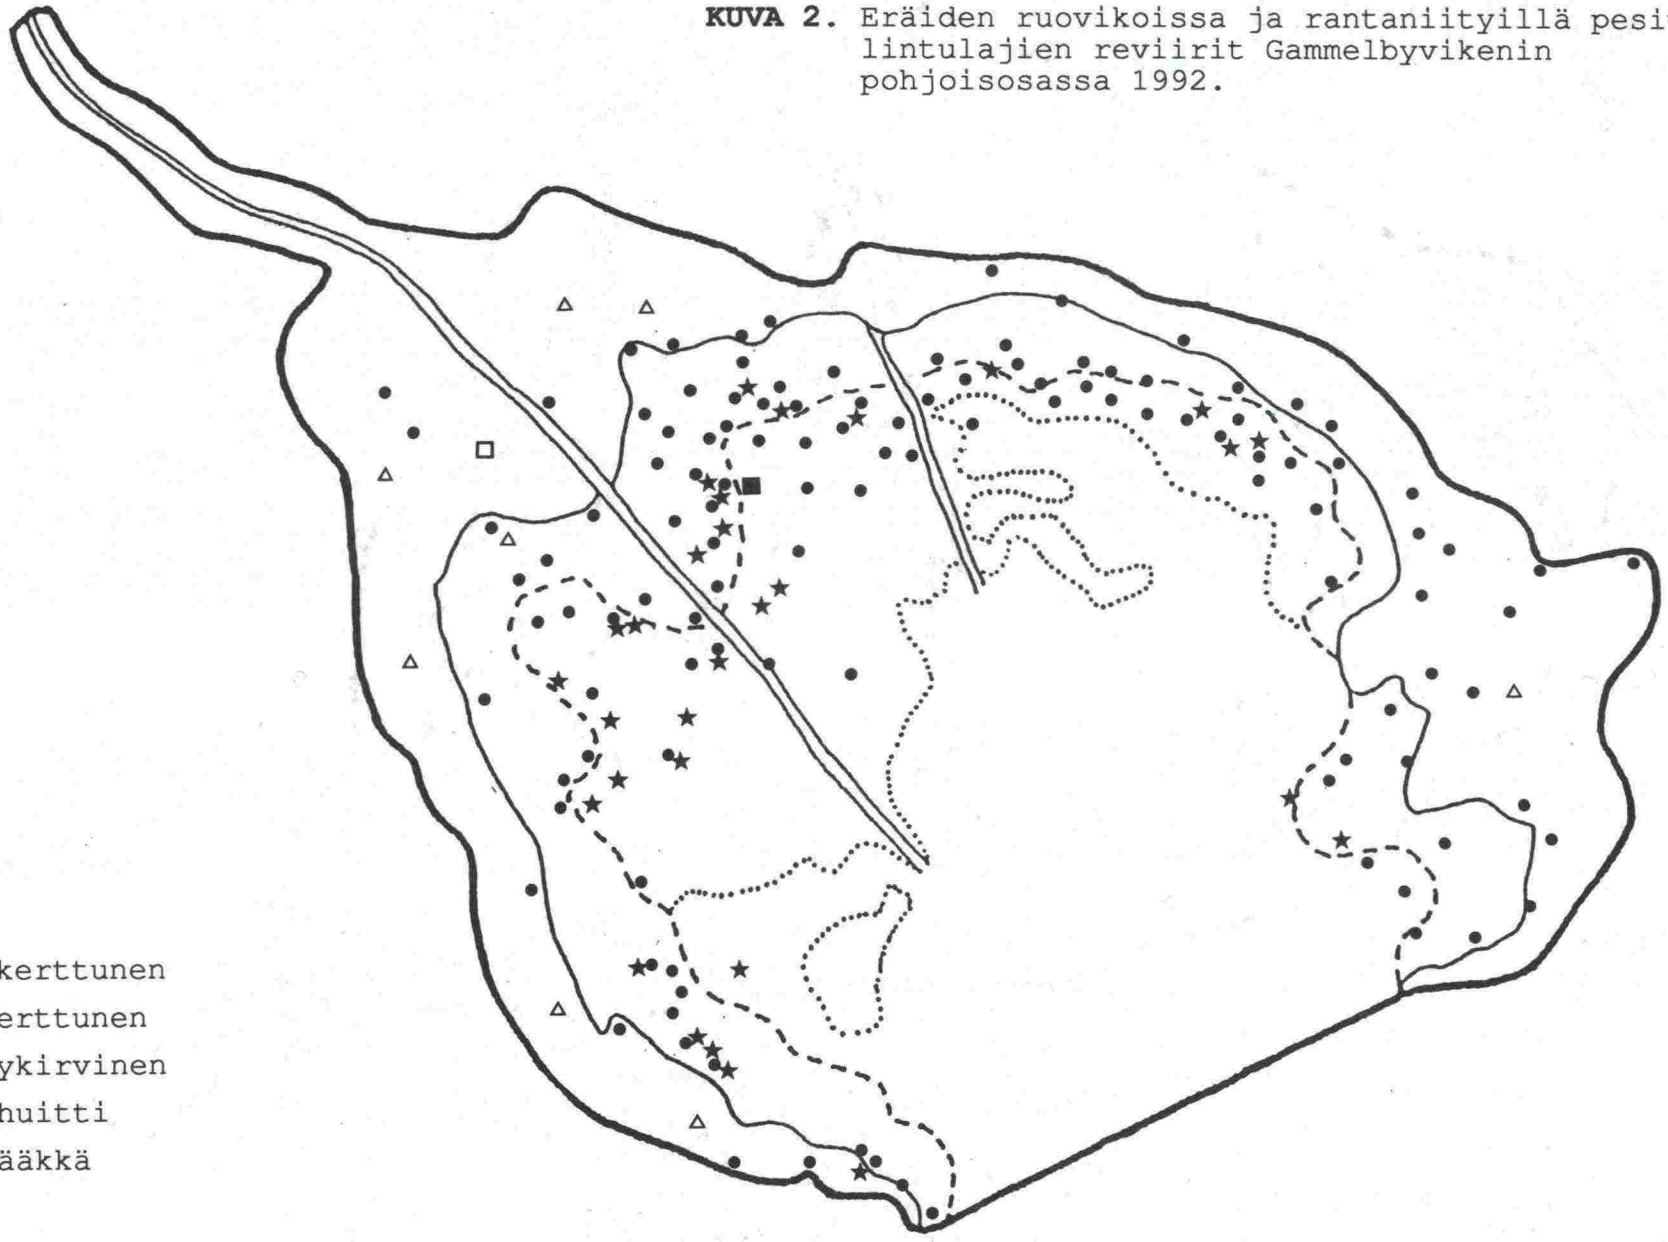 KUVA 2. Eräiden ruovikoissa ja rantaniityillä pesi
lintulajien reviirit Gammelbyvikenin
pohjoisosassa 1992.
kerttunen
erttunen
ykirvinen
huitti
ääkkä